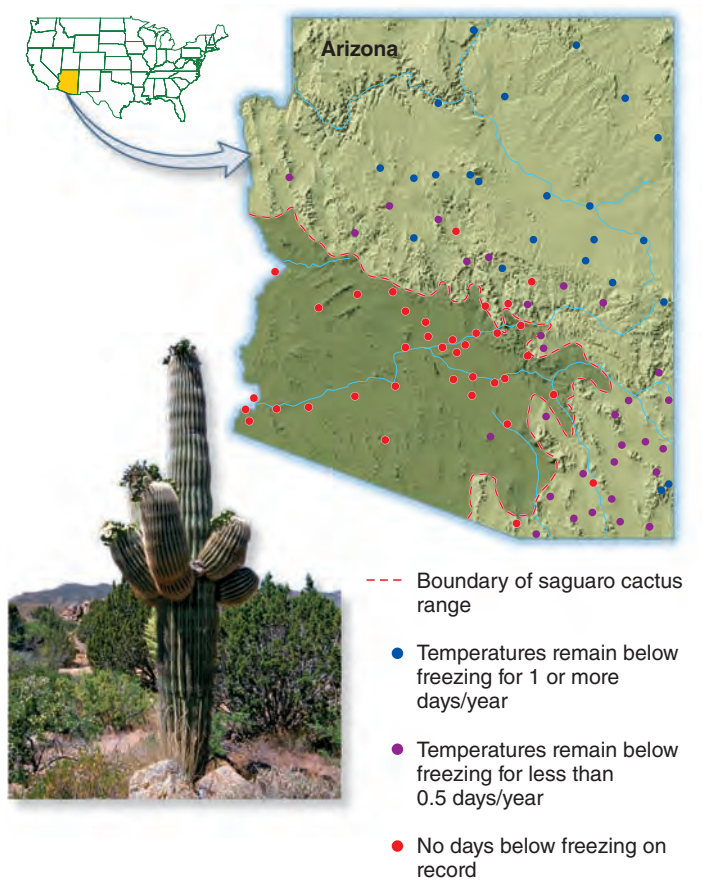 Arizona
Boundary of saguaro cactus
range
Temperatures remain below
freezing for 1 or more
days/year
Temperatures remain below
freezing for less than
0.5 days/year
No days below freezing on
record